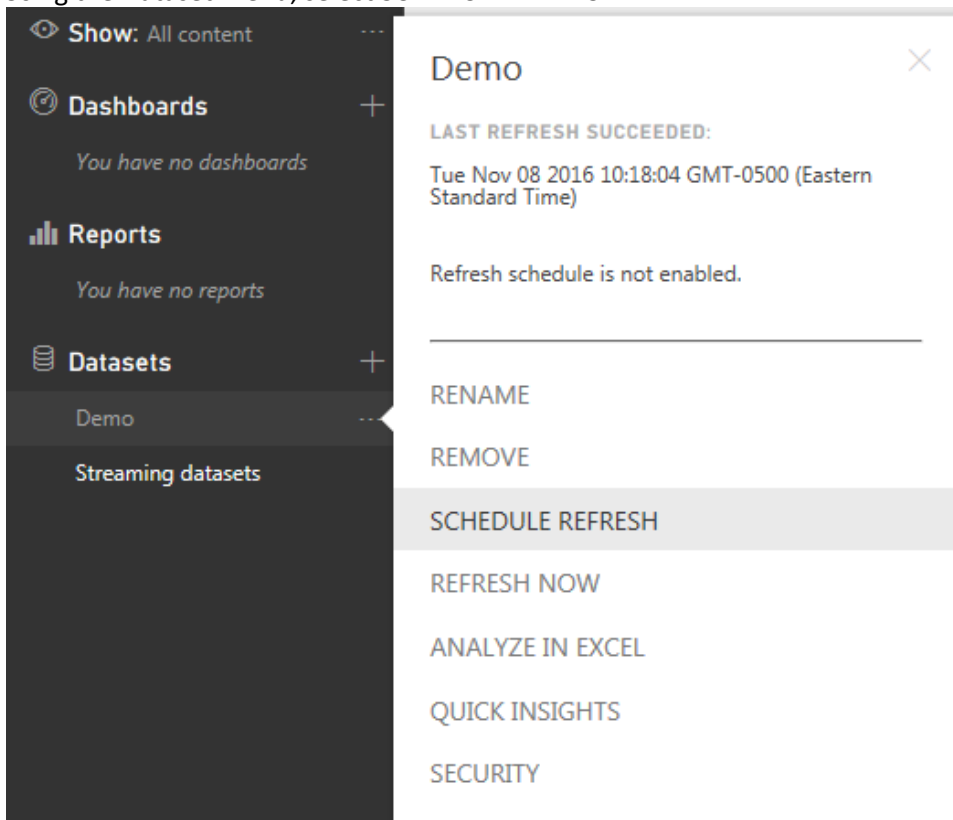 Show: All content
Dashboards
You have no dashboards
Reports
You have no reports
Datasets
Demo
Streaming datasets
Demo
LAST REFRESH SUCCEEDED:
Tue Nov 08 2016 10:18:04 GMT-0500 (Eastern
Standard Time)
Refresh schedule is not enabled.
RENAME
REMOVE
SCHEDULE REFRESH
REFRESH NOW
ANALYZE IN EXCEL
QUICK INSIGHTS
SECURITY